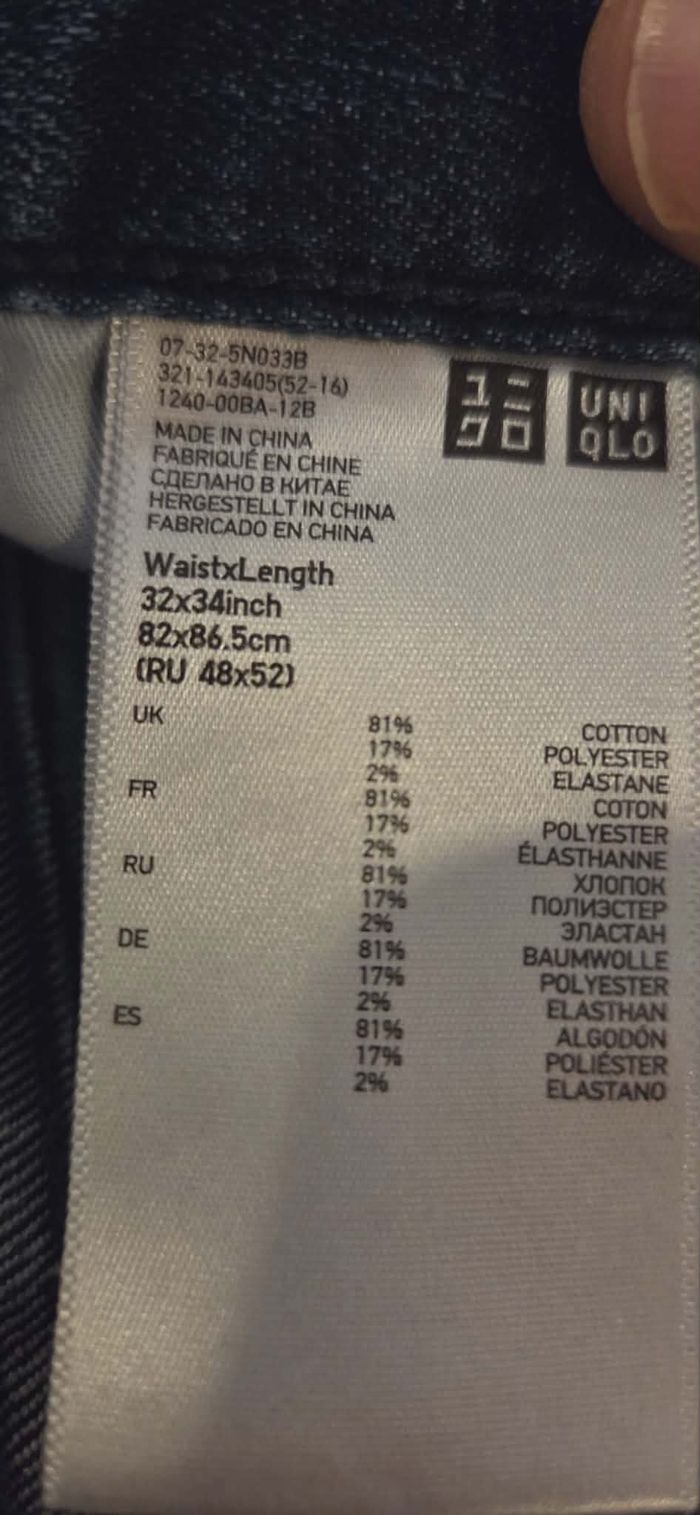 07-32-5N033B
321-143405(52-16)
1240-00BA-12B
ユニ
クロ
UNI
QLO
MADE IN CHINA
FABRIQUÉ EN CHINE
СДЕЛАНО В КИТАЕ
HERGESTELLT IN CHINA
FABRICADO EN CHINA
WaistxLength
32x34inch
82x86.5cm
(RU 48x52)
UK 81% COTTON
17% POLYESTER
2% ELASTANE
FR 81% COTON
17% POLYESTER
2% ÉLASTHANNE
RU 81% ХЛОПОК
17% ПОЛИЭСТЕР
2% ЭЛАСТАН
DE 81% BAUMWOLLE
17% POLYESTER
2% ELASTHAN
ES 81% ALGODÓN
17% POLIÉSTER
2% ELASTANO